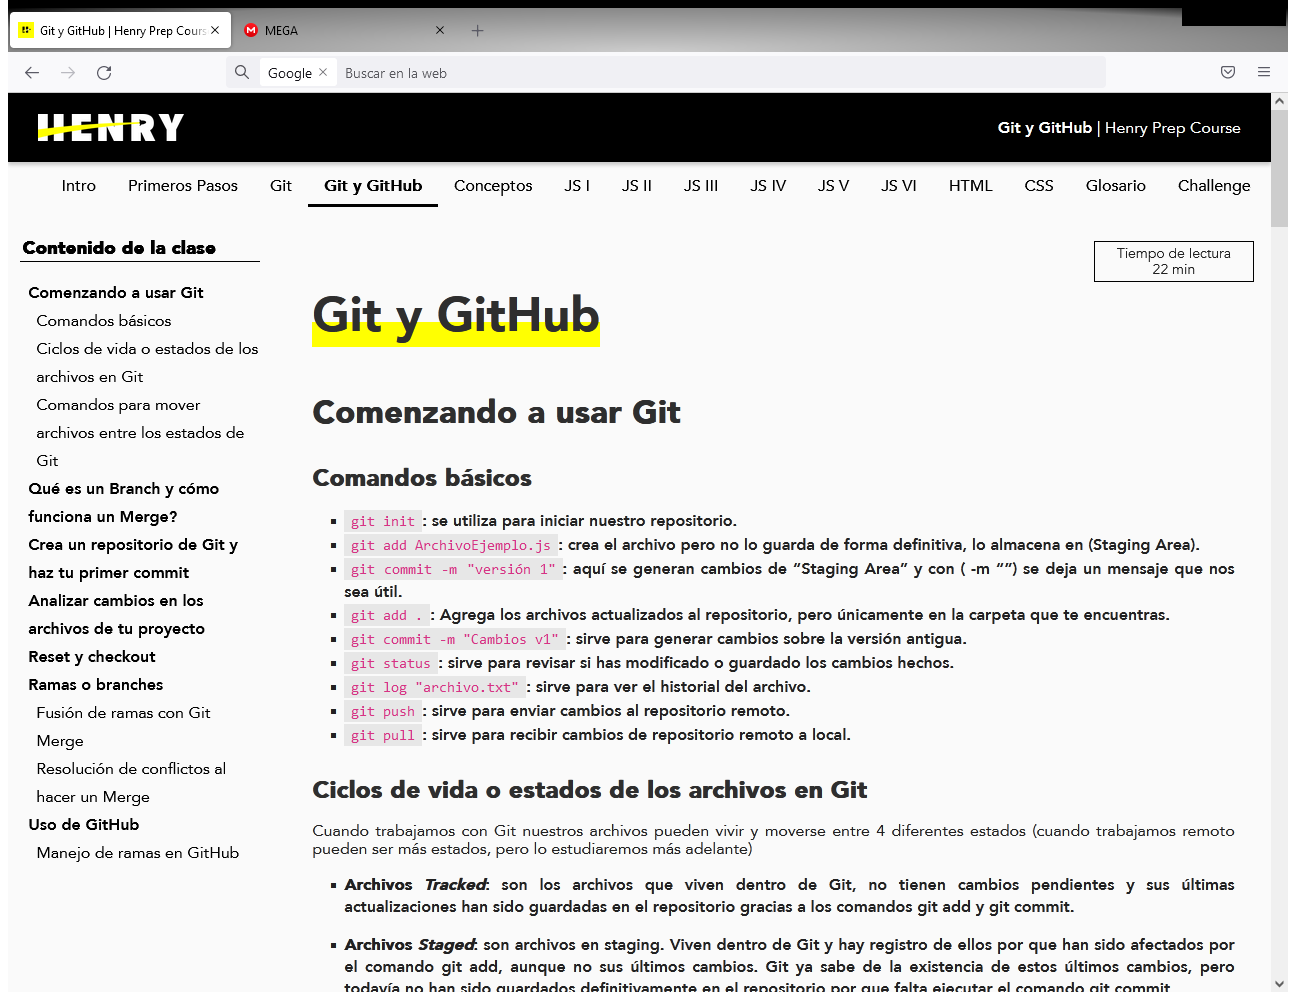 Git y GitHub | Henry Prep Cours
MEGA
Google
Buscar en la web
HENRY
Git y GitHub | Henry Prep Course
Intro Primeros Pasos Git Git y GitHub Conceptos JS I JS II JS III JS IV JS V JS VI HTML CSS Glosario Challenge
Contenido de la clase
Comenzando a usar Git
Comandos básicos
Ciclos de vida o estados de los
archivos en Git
Comandos para mover
archivos entre los estados de
Git
Qué es un Branch y cómo
funciona un Merge?
Crea un repositorio de Git y
haz tu primer commit
Analizar cambios en los
archivos de tu proyecto
Reset y checkout
Ramas o branches
Fusión de ramas con Git
Merge
Resolución de conflictos al
hacer un Merge
Uso de GitHub
Manejo de ramas en GitHub
Tiempo de lectura
22 min
Git y GitHub
Comenzando a usar Git
Comandos básicos
git init : se utiliza para iniciar nuestro repositorio.
git add ArchivoEjemplo.js : crea el archivo pero no lo guarda de forma definitiva, lo almacena en (Staging Area).
git commit -m "versión 1" : aquí se generan cambios de “Staging Area” y con ( -m “”) se deja un mensaje que nos
sea útil.
git add . : Agrega los archivos actualizados al repositorio, pero únicamente en la carpeta que te encuentras.
git commit -m "Cambios v1" : sirve para generar cambios sobre la versión antigua.
git status : sirve para revisar si has modificado o guardado los cambios hechos.
git log "archivo.txt" : sirve para ver el historial del archivo.
git push : sirve para enviar cambios al repositorio remoto.
git pull : sirve para recibir cambios de repositorio remoto a local.
Ciclos de vida o estados de los archivos en Git
Cuando trabajamos con Git nuestros archivos pueden vivir y moverse entre 4 diferentes estados (cuando trabajamos remoto
pueden ser más estados, pero lo estudiaremos más adelante)
Archivos Tracked: son los archivos que viven dentro de Git, no tienen cambios pendientes y sus últimas
actualizaciones han sido guardadas en el repositorio gracias a los comandos git add y git commit.
Archivos Staged: son archivos en staging. Viven dentro de Git y hay registro de ellos por que han sido afectados por
el comando git add, aunque no sus últimos cambios. Git ya sabe de la existencia de estos últimos cambios, pero
todavía no han sido guardados definitivamente en el repositorio por que falta ejecutar el comando git commit